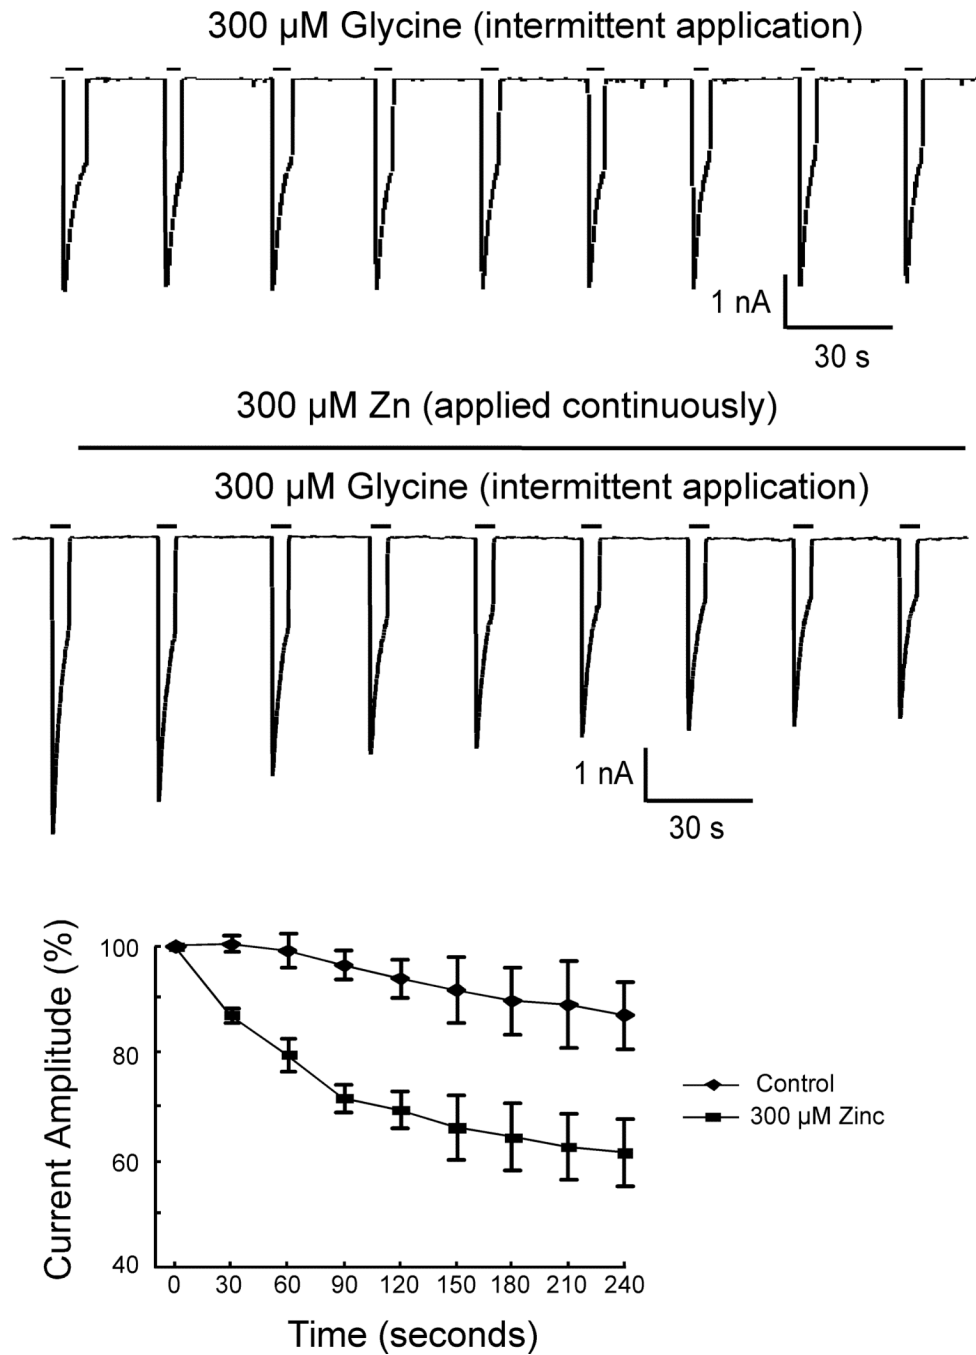 300 µM Glycine (intermittent application)
1 nA
30 s
300 µM Zn (applied continuously)
300 µM Glycine (intermittent application)
1 nA
30 s
Current Amplitude (%)
100
80
60
40
0 30 60 90 120 150 180 210 240
Time (seconds)
Control
300 µM Zinc